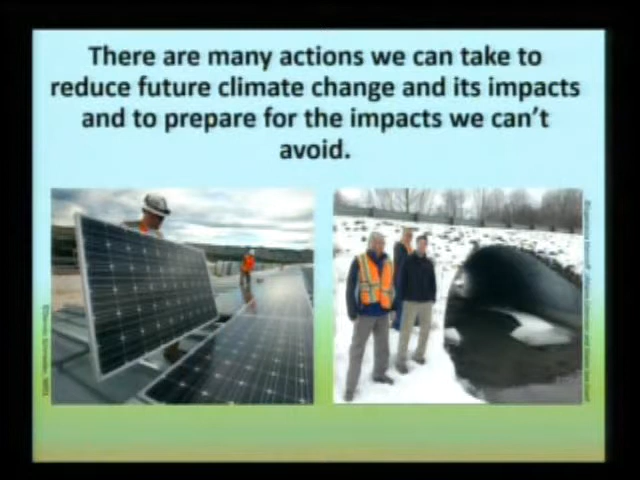 There are many actions we can take to
reduce future climate change and its impacts
and to prepare for the impacts we can't
avoid.